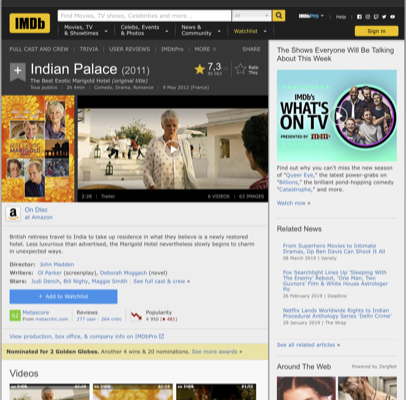 IMDb
Find Movies, TV shows, Celebrities and more...
All
IMDbPro
Help
Movies, TV
& Showtimes
Celebs, Events
& Photos
News &
Community
Watchlist
Sign in
FULL CAST AND CREW | TRIVIA | USER REVIEWS | IMDbPro | MORE
SHARE
Indian Palace (2011)
The Best Exotic Marigold Hotel (original title)
Tous publics | 2h 4min | Comedy, Drama, Romance | 9 May 2012 (France)
7,3
Rate
This
2:28 | Trailer
6 VIDEOS | 63 IMAGES
On Disc
at Amazon
British retirees travel to India to take up residence in what they believe is a newly restored
hotel. Less luxurious than advertised, the Marigold Hotel nevertheless slowly begins to charm
in unexpected ways.
Director: John Madden
Writers: Ol Parker (screenplay), Deborah Moggach (novel)
Stars: Judi Dench, Bill Nighy, Maggie Smith | See full cast & crew »
+ Add to Watchlist
62
Metascore
From metacritic.com
Reviews
277 user | 264 critic
Popularity
View production, box office, & company info on IMDbPro
Nominated for 2 Golden Globes. Another 4 wins & 20 nominations. See more awards »
Videos
The Shows Everyone Will Be Talking
About This Week
IMDb's
WHAT'S
ON TV
PRESENTED BY
Find out why you can't miss the new season
of "Queer Eye," the latest power-grabs on
"Billions," the brilliant pond-hopping comedy
"Catastrophe," and more.
Watch now »
Related News
From Superhero Movies to Intimate
Dramas, Dp Ben Davis Can Shoot It All
08 March 2019 | Variety
Fox Searchlight Lines Up 'Sleeping With
The Enemy' Reboot, 'One Man, Two
Guvnors' Film & White House Astrologer
Pic
26 February 2019 | Deadline
Netflix Lands Worldwide Rights to Indian
Procedural Anthology Series 'Delhi Crime'
29 January 2019 | The Wrap
See all related articles »
Around The Web
Powered by ZergNet